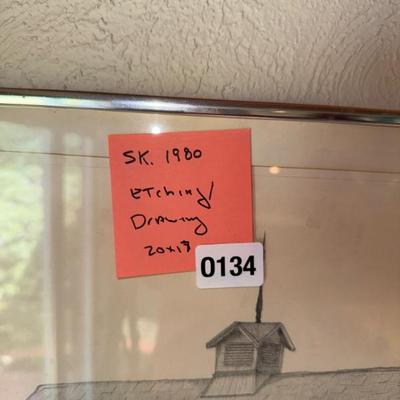 SK. 1980
ETching/
Drawing
20x18
0134